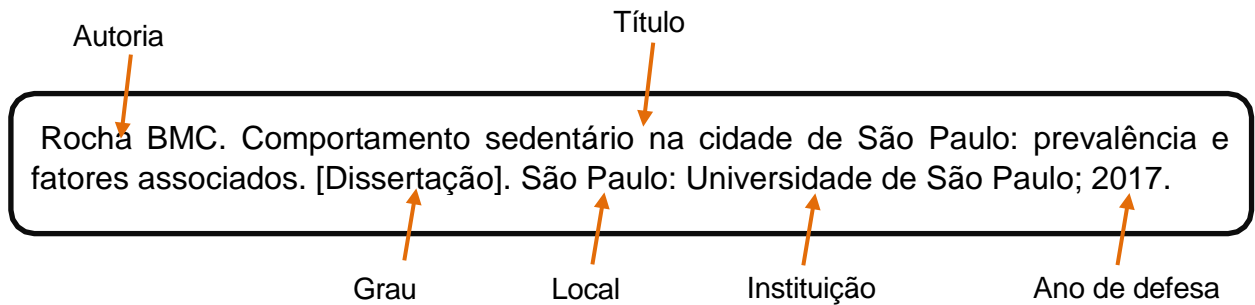 Autoria Título
Rocha BMC. Comportamento sedentário na cidade de São Paulo: prevalência e
fatores associados. [Dissertação]. São Paulo: Universidade de São Paulo; 2017.
Grau Local Instituição Ano de defesa